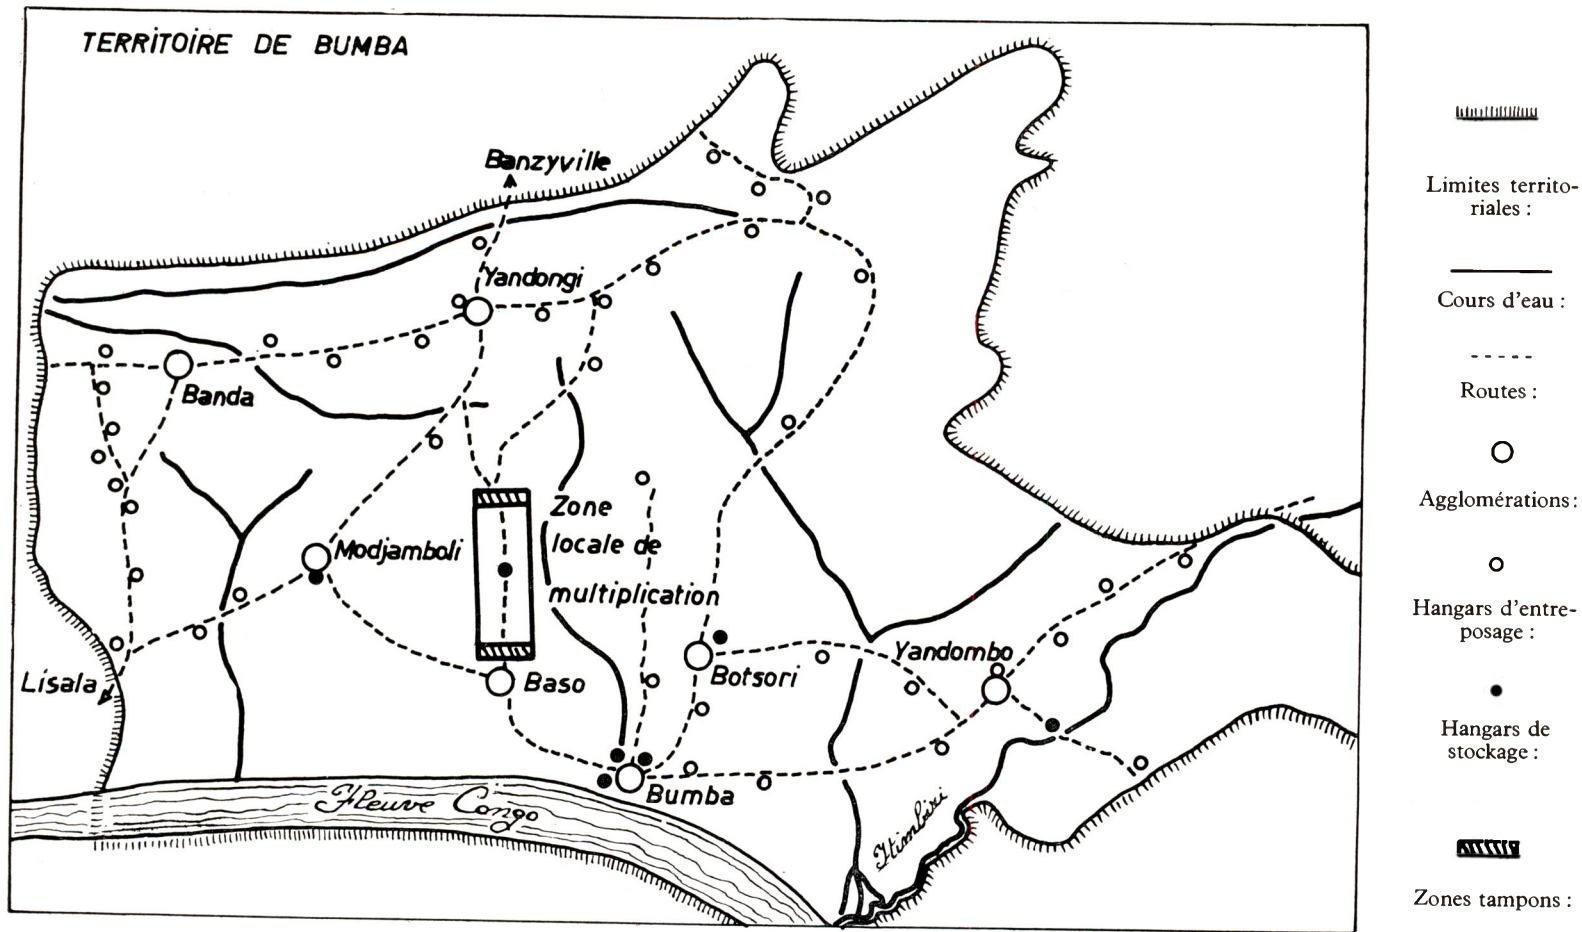 TERRITOIRE DE BUMBA
Banzyville
Yandongi
Banda
Zone
locale de
multiplication
Modjamboli
Lisala
Baso
Botsori
Yandombo
Bumba
Fleuve Congo
Itimbiri
Limites territo-
riales :
Cours d'eau :
Routes :
Agglomérations :
Hangars d'entre-
posage :
Hangars de
stockage :
Zones tampons :